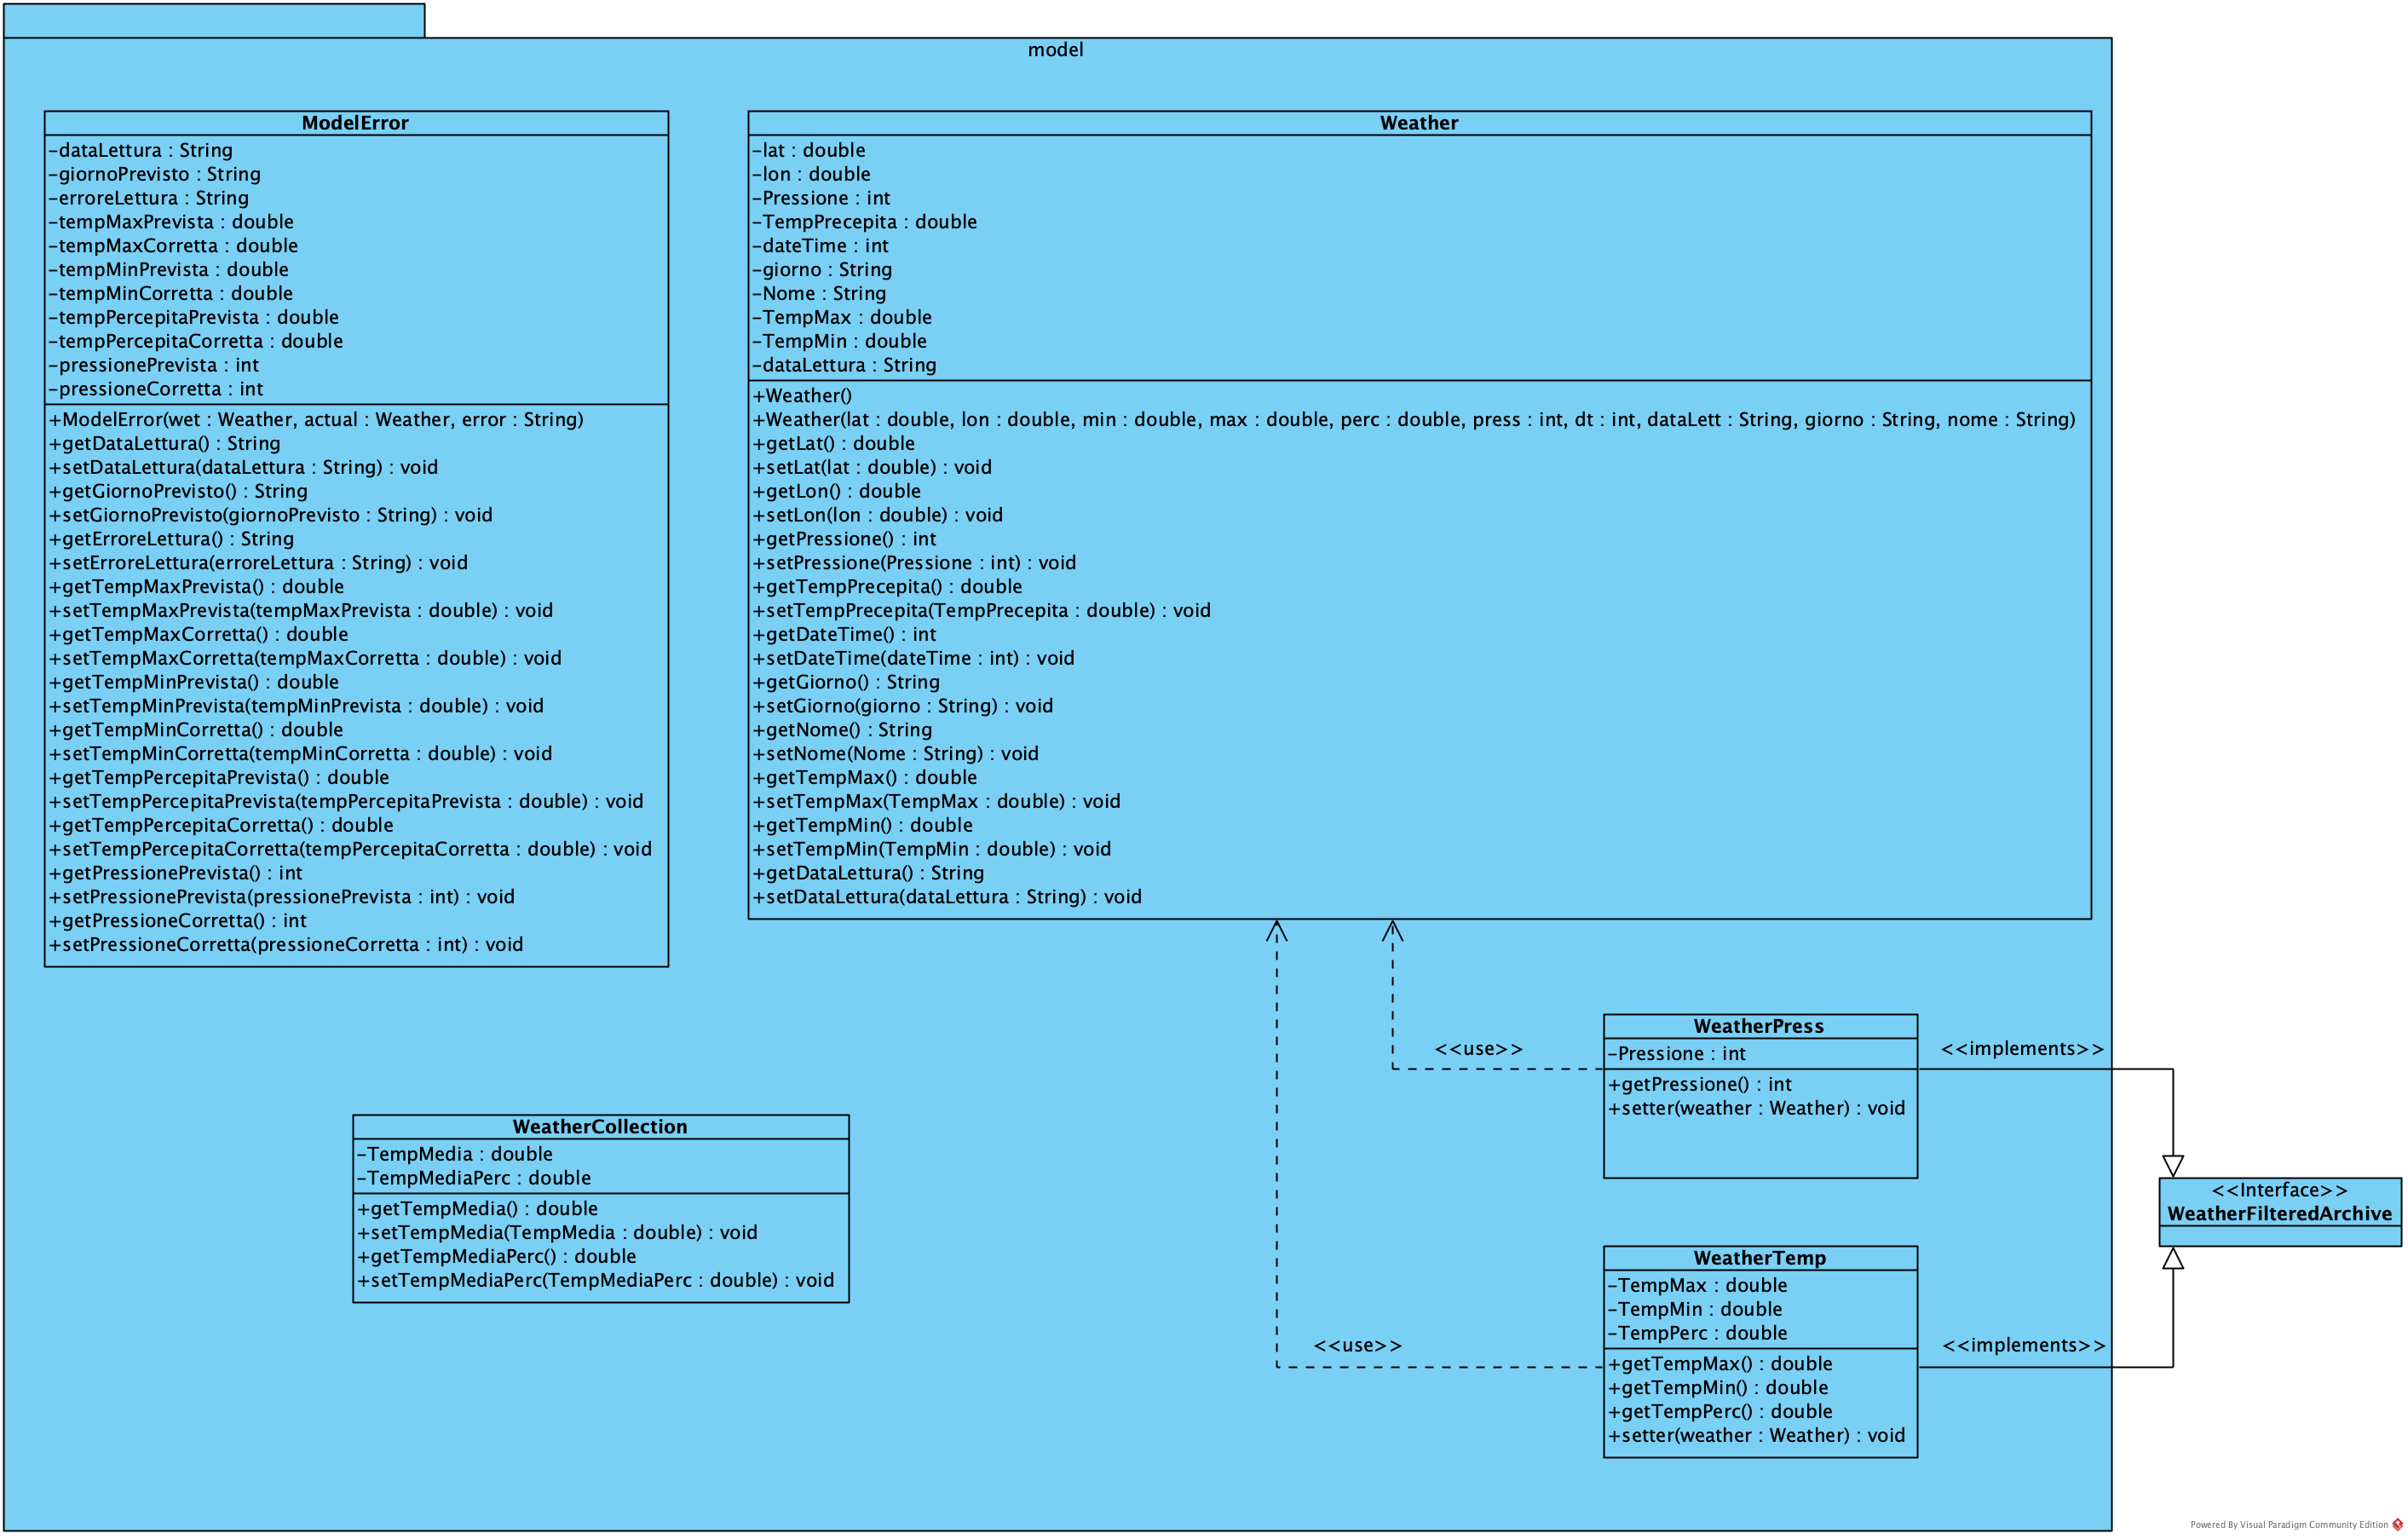 model
ModelError
-dataLettura : String
-giornoPrevisto : String
-erroreLettura : String
-tempMaxPrevista : double
-tempMaxCorretta : double
-tempMinPrevista : double
-tempMinCorretta : double
-tempPercepitaPrevista : double
-tempPercepitaCorretta : double
-pressionePrevista : int
-pressioneCorretta : int
+ModelError(wet : Weather, actual : Weather, error : String)
+getDataLettura() : String
+setDataLettura(dataLettura : String) : void
+getGiornoPrevisto() : String
+setGiornoPrevisto(giornoPrevisto : String) : void
+getErroreLettura() : String
+setErroreLettura(erroreLettura : String) : void
+getTempMaxPrevista() : double
+setTempMaxPrevista(tempMaxPrevista : double) : void
+getTempMaxCorretta() : double
+setTempMaxCorretta(tempMaxCorretta : double) : void
+getTempMinPrevista() : double
+setTempMinPrevista(tempMinPrevista : double) : void
+getTempMinCorretta() : double
+setTempMinCorretta(tempMinCorretta : double) : void
+getTempPercepitaPrevista() : double
+setTempPercepitaPrevista(tempPercepitaPrevista : double) : void
+getTempPercepitaCorretta() : double
+setTempPercepitaCorretta(tempPercepitaCorretta : double) : void
+getPressionePrevista() : int
+setPressionePrevista(pressionePrevista : int) : void
+getPressioneCorretta() : int
+setPressioneCorretta(pressioneCorretta : int) : void
Weather
-lat : double
-lon : double
-Pressione : int
-TempPrecepita : double
-dateTime : int
-giorno : String
-Nome : String
-TempMax : double
-TempMin : double
-dataLettura : String
+Weather()
+Weather(lat : double, lon : double, min : double, max : double, perc : double, press : int, dt : int, dataLett : String, giorno : String, nome : String)
+getLat() : double
+setLat(lat : double) : void
+getLon() : double
+setLon(lon : double) : void
+getPressione() : int
+setPressione(Pressione : int) : void
+getTempPrecepita() : double
+setTempPrecepita(TempPrecepita : double) : void
+getDateTime() : int
+setDateTime(dateTime : int) : void
+getGiorno() : String
+setGiorno(giorno : String) : void
+getNome() : String
+setNome(Nome : String) : void
+getTempMax() : double
+setTempMax(TempMax : double) : void
+getTempMin() : double
+setTempMin(TempMin : double) : void
+getDataLettura() : String
+setDataLettura(dataLettura : String) : void
WeatherCollection
-TempMedia : double
-TempMediaPerc : double
+getTempMedia() : double
+setTempMedia(TempMedia : double) : void
+getTempMediaPerc() : double
+setTempMediaPerc(TempMediaPerc : double) : void
<<use>>
WeatherPress
-Pressione : int
+getPressione() : int
+setter(weather : Weather) : void
<<implements>>
<<Interface>>
WeatherFilteredArchive
<<use>>
WeatherTemp
-TempMax : double
-TempMin : double
-TempPerc : double
+getTempMax() : double
+getTempMin() : double
+getTempPerc() : double
+setter(weather : Weather) : void
<<implements>>
Powered By Visual Paradigm Community Edition